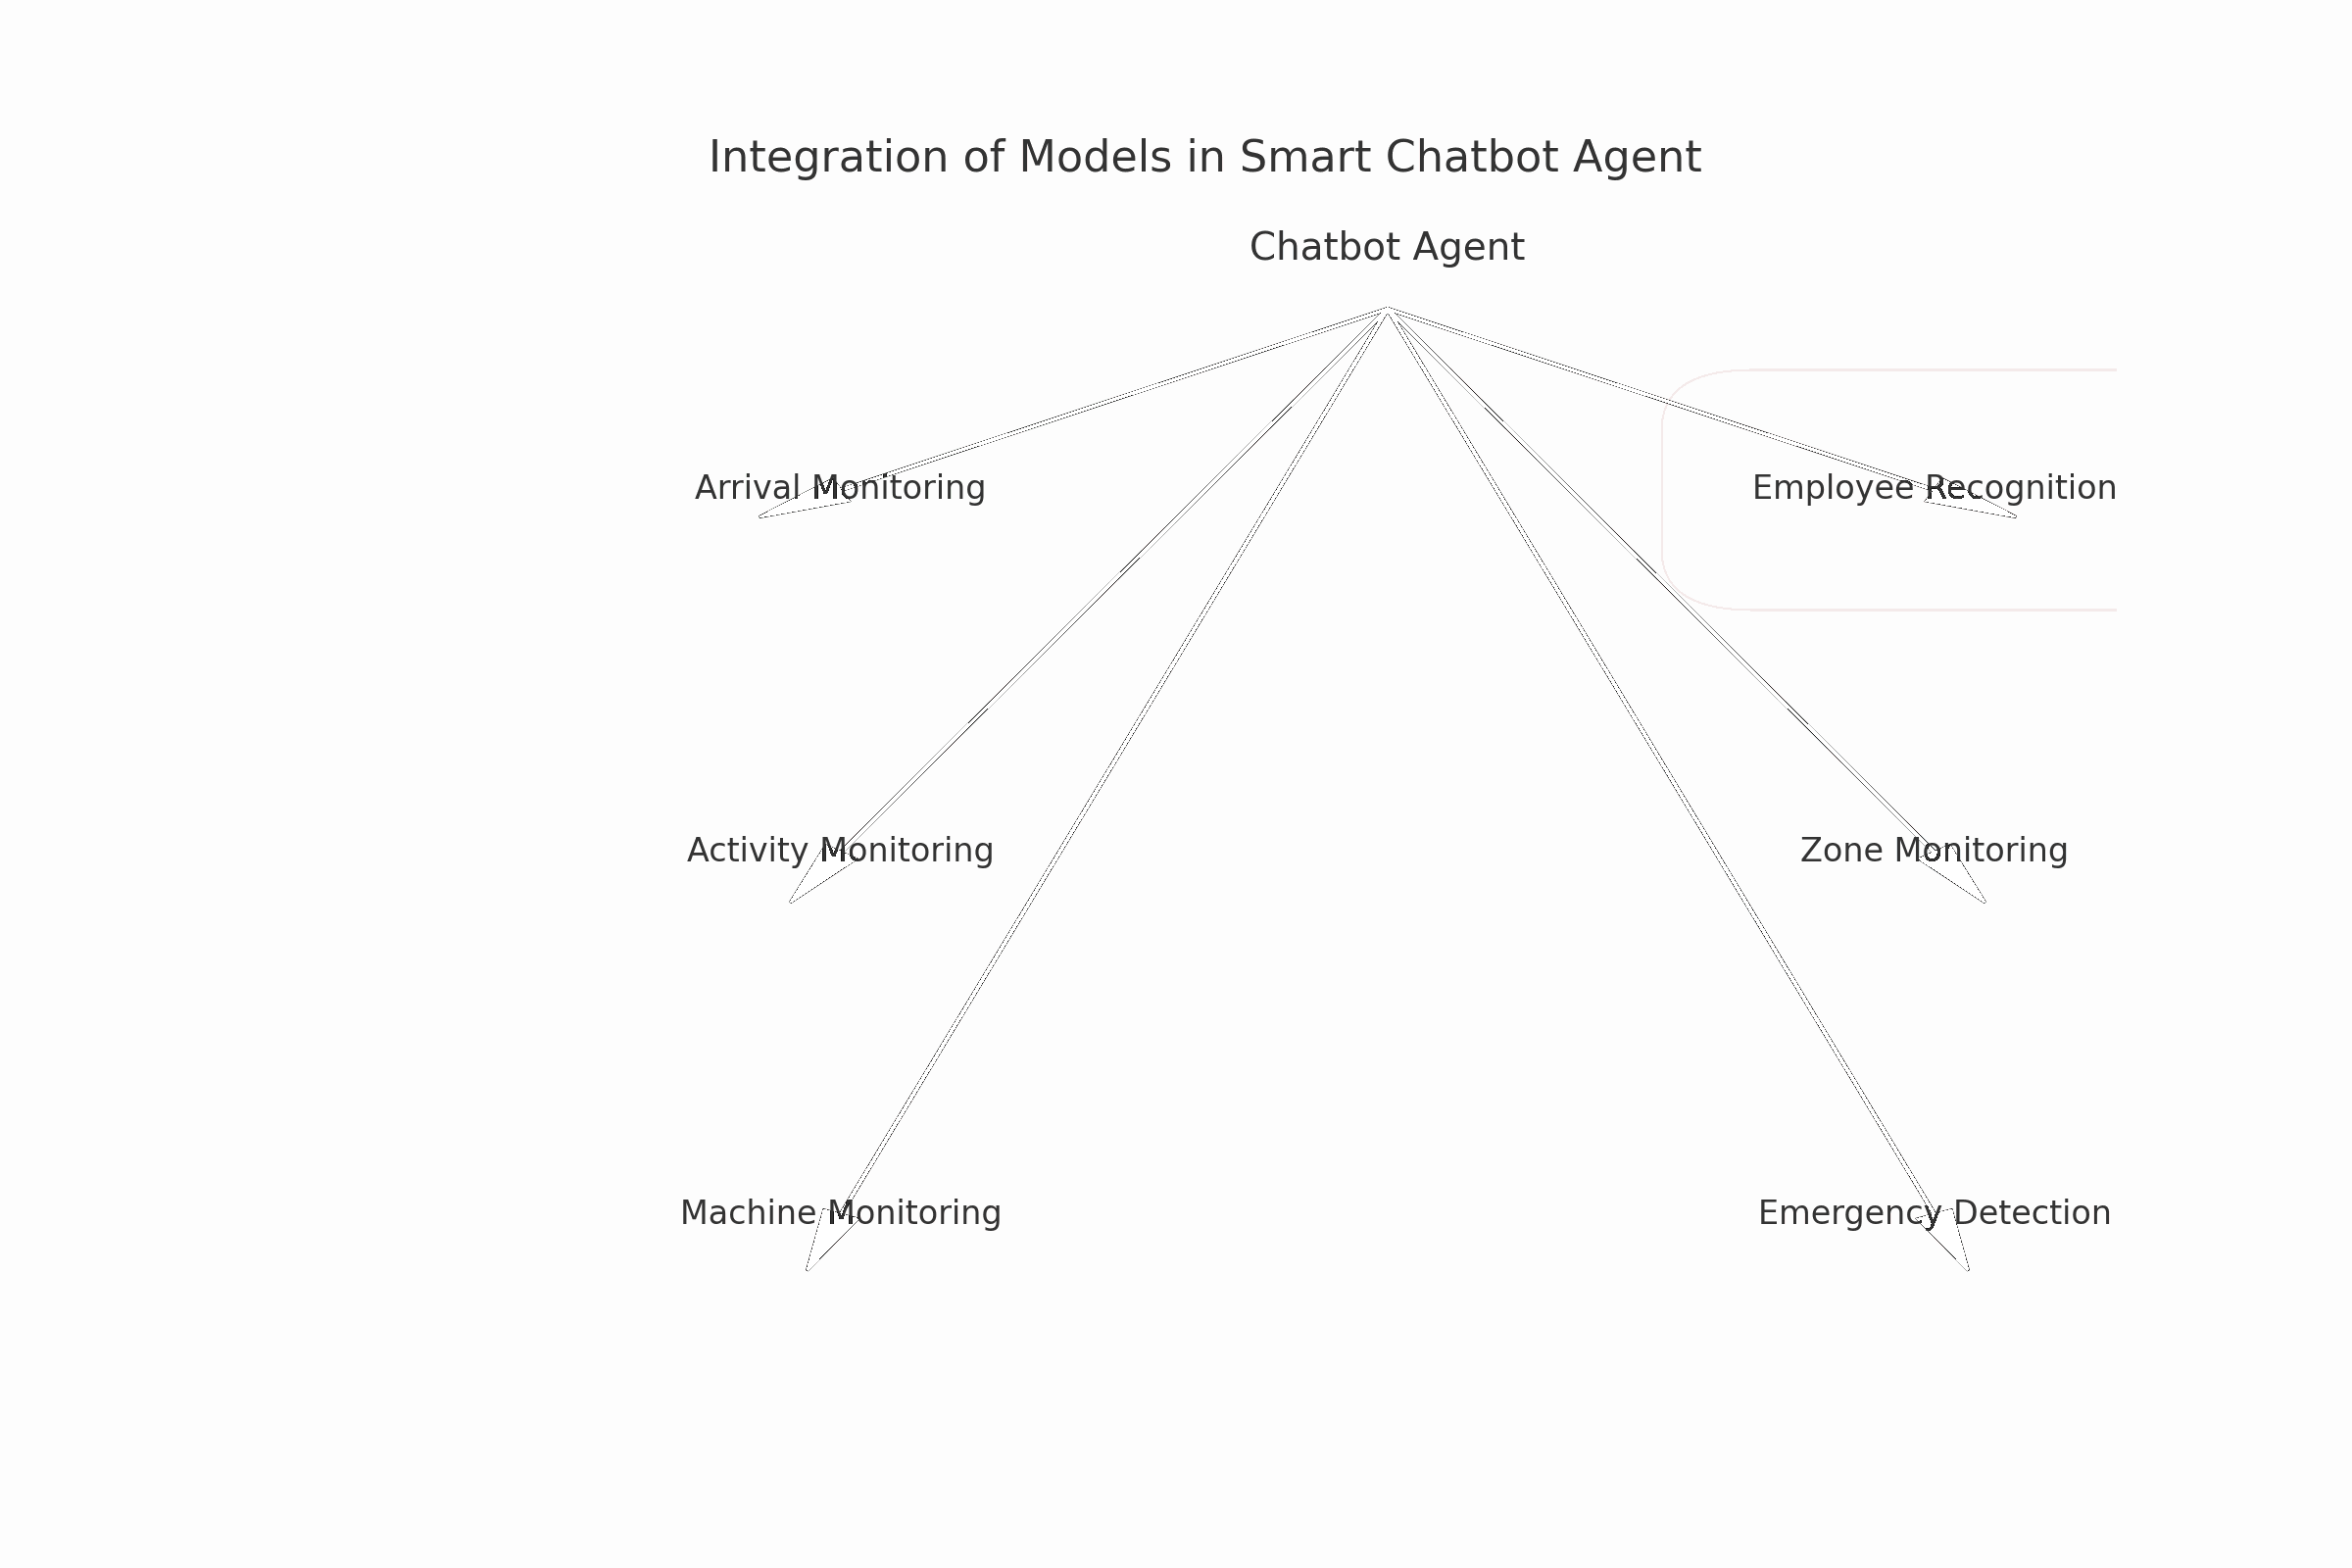 Integration of Models in Smart Chatbot Agent
Chatbot Agent
Arrival Monitoring
Employee Recognition
Activity Monitoring
Zone Monitoring
Machine Monitoring
Emergency Detection